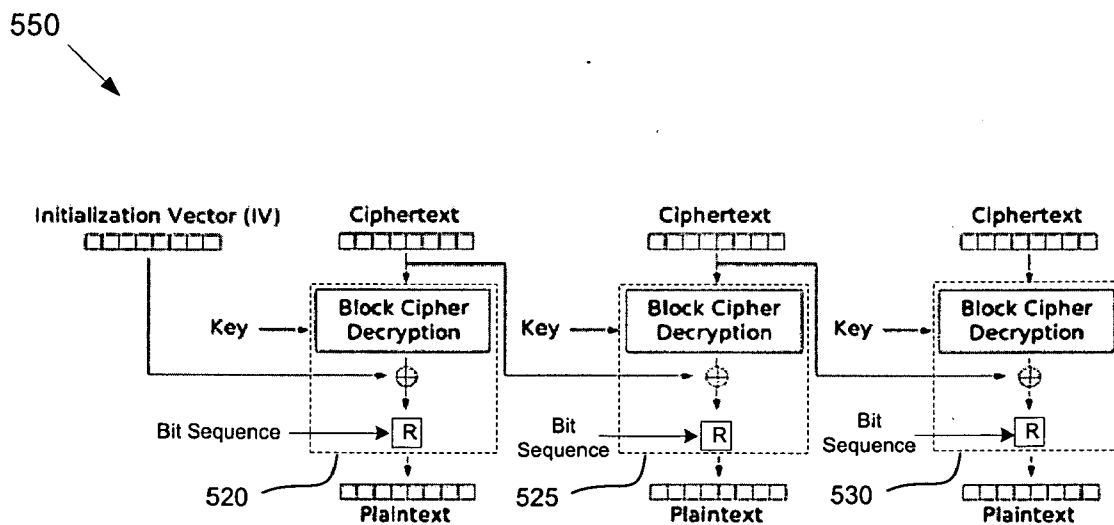 550
Initialization Vector (IV)
Ciphertext
Ciphertext
Ciphertext
Block Cipher
Decryption
Block Cipher
Decryption
Block Cipher
Decryption
Key
Key
Key
Bit Sequence
R
Bit
Sequence
R
Bit
Sequence
R
520
525
530
Plaintext
Plaintext
Plaintext